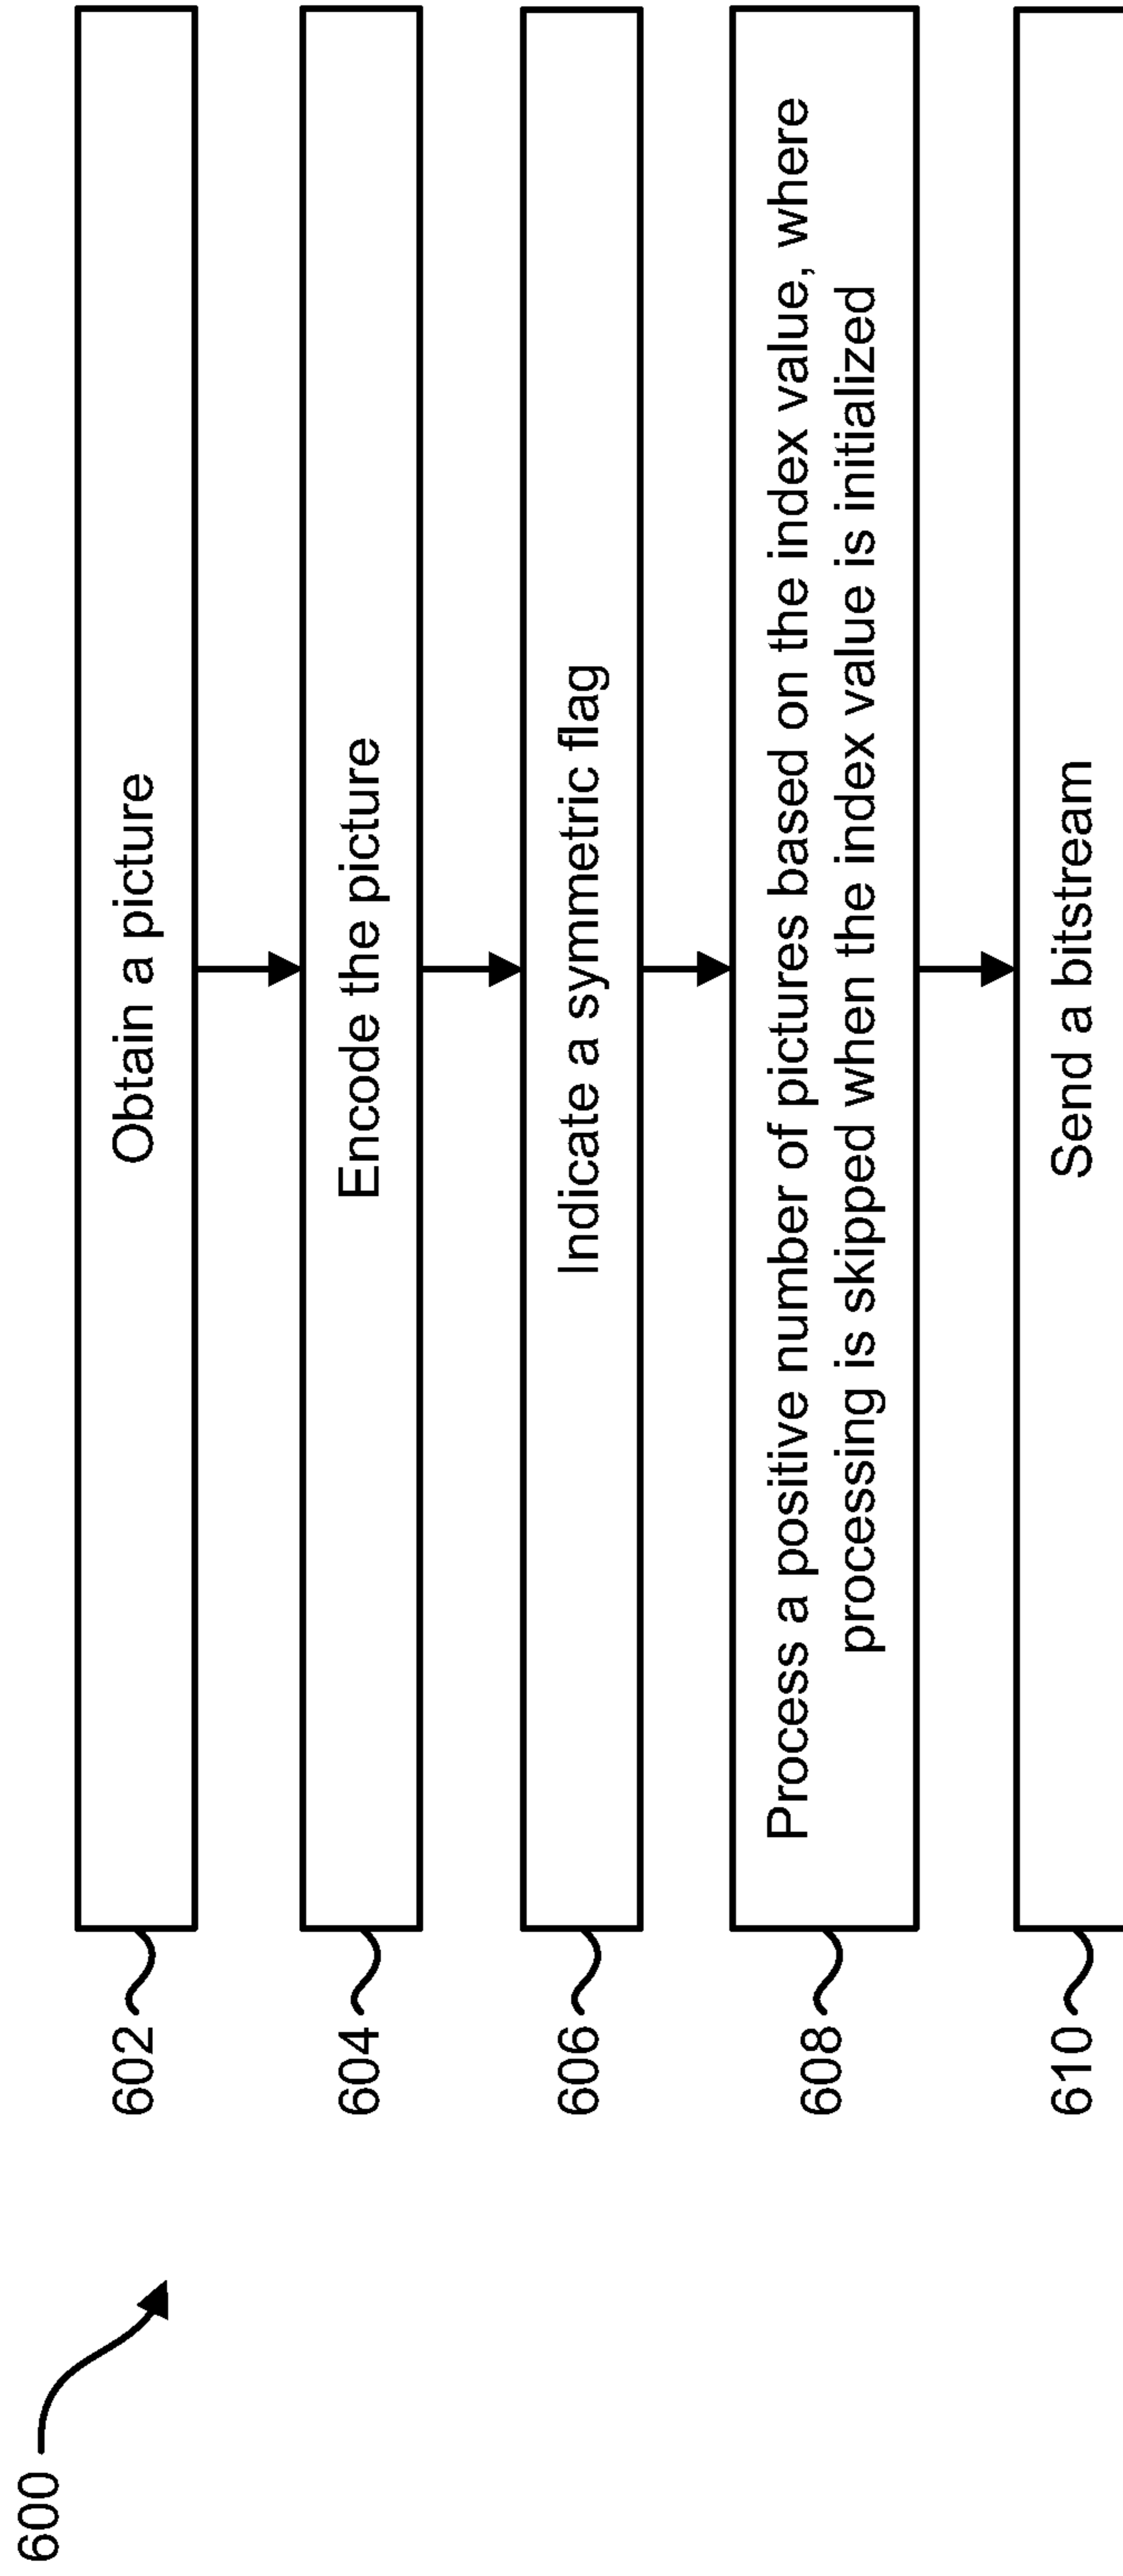 600
602
Obtain a picture
604
Encode the picture
606
Indicate a symmetric flag
608
Process a positive number of pictures based on the index value, where
processing is skipped when the index value is initialized
610
Send a bitstream